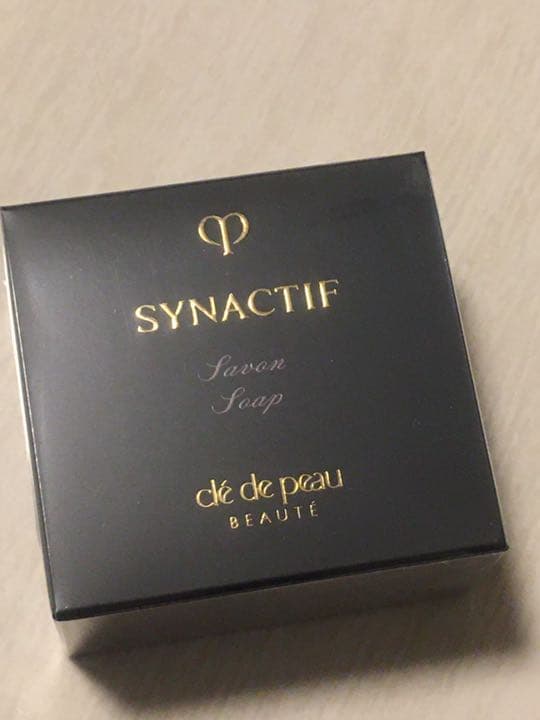 SYNACTIF
Savon
Soap
clé de peau
BEAUTÉ